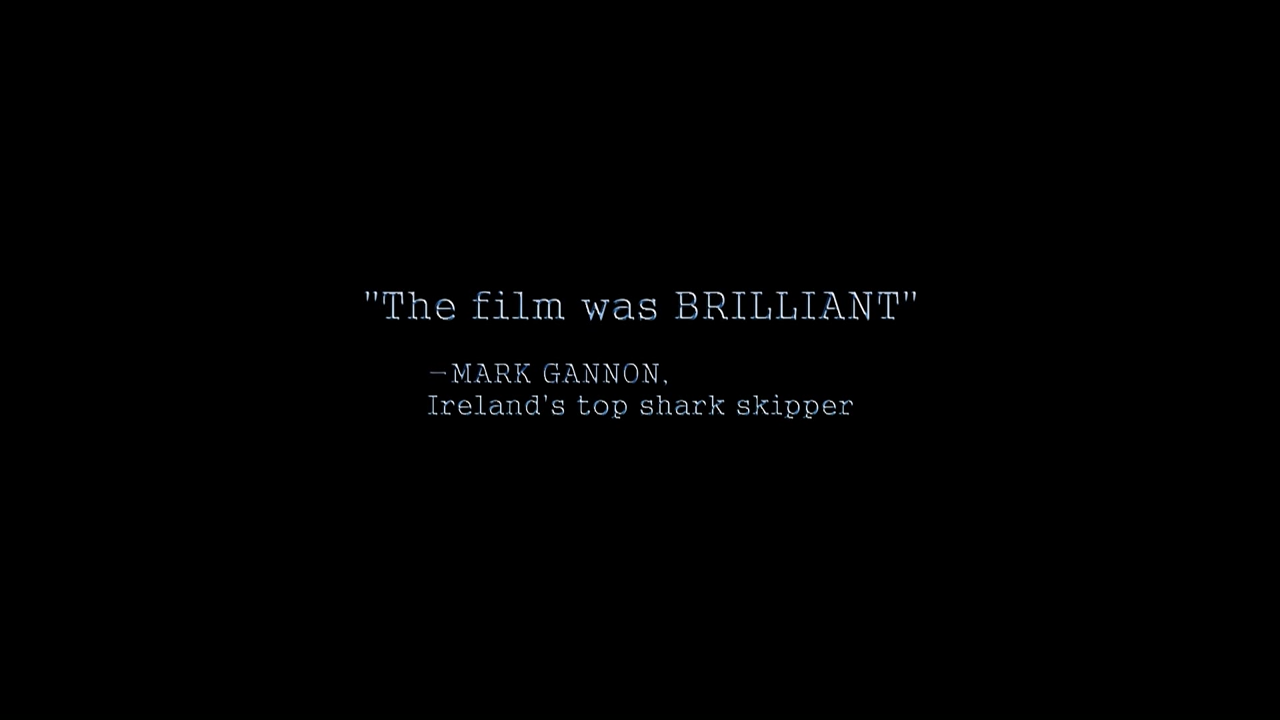 "The film was BRILLIANT"
—MARK GANNON,
Ireland's top shark skipper